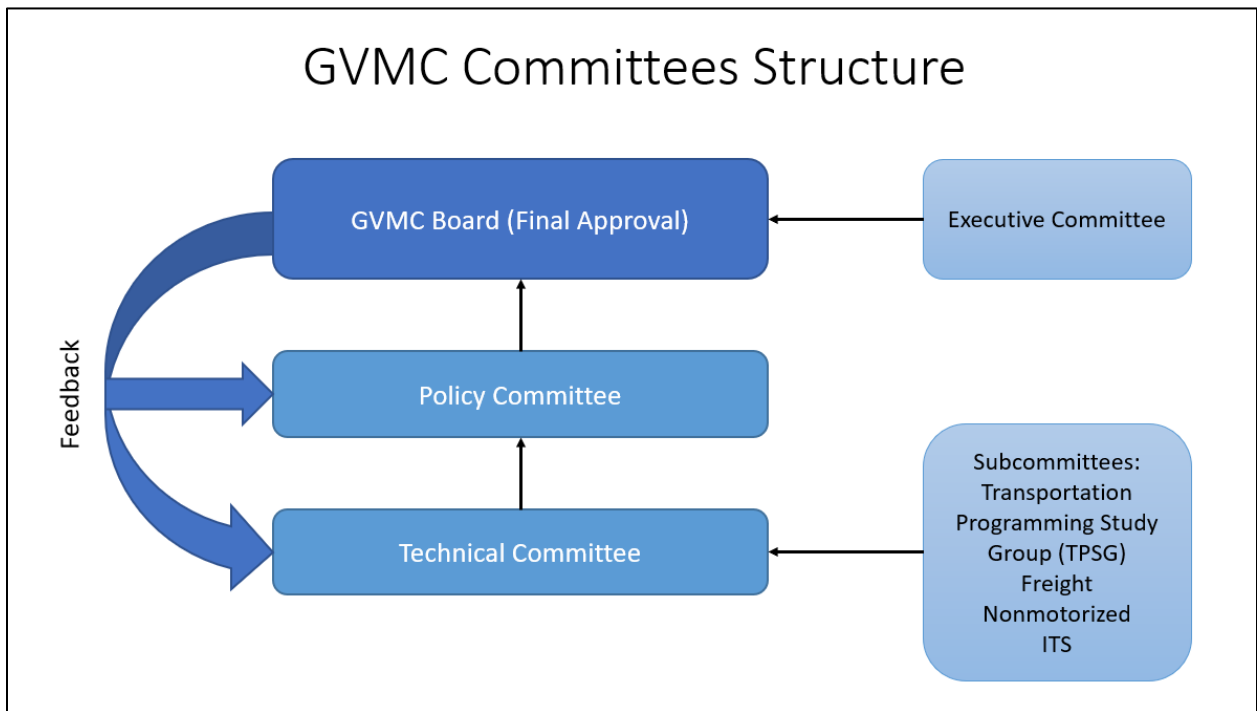 GVMC Committees Structure
GVMC Board (Final Approval)
Executive Committee
Feedback
Policy Committee
Technical Committee
Subcommittees:
Transportation
Programming Study
Group (TPSG)
Freight
Nonmotorized
ITS